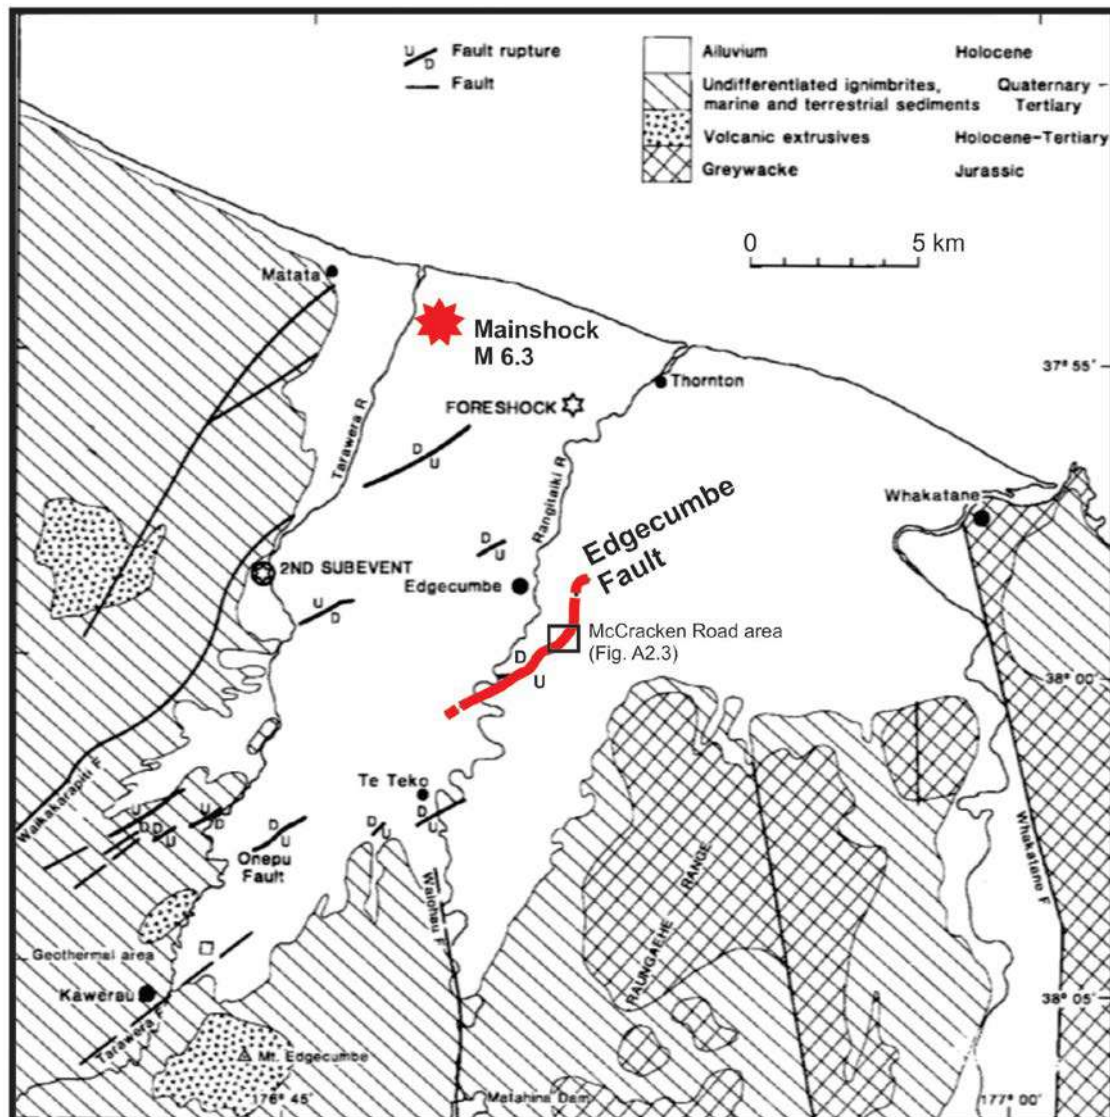 U
D
Fault rupture
Fault
Alluvium Holocene
Undifferentiated ignimbrites, Quaternary -
marine and terrestrial sediments Tertiary
Volcanic extrusives Holocene-Tertiary
Greywacke Jurassic
0 5 km
Matata
Mainshock
M 6.3
37° 55'
Thornton
FORESHOCK
Tarawera R
D
U
Rangitaiki R
Whakatane
Edgecumbe
Fault
D
U
2ND SUBEVENT
Edgecumbe
U
D
McCracken Road area
(Fig. A2.3)
D
U
38° 00'
Waikakarapiti F
Te Teko
U
D D
U
U
D
D
U
D
U
D
U
Onepu
Fault
Whakatane F
Waiohau F
RAUNGAEHE RANGE
Geothermal area
Kawerau
38° 05'
Tarawera F
Mt. Edgecumbe
176° 45'
Matahina Dam
177° 00'